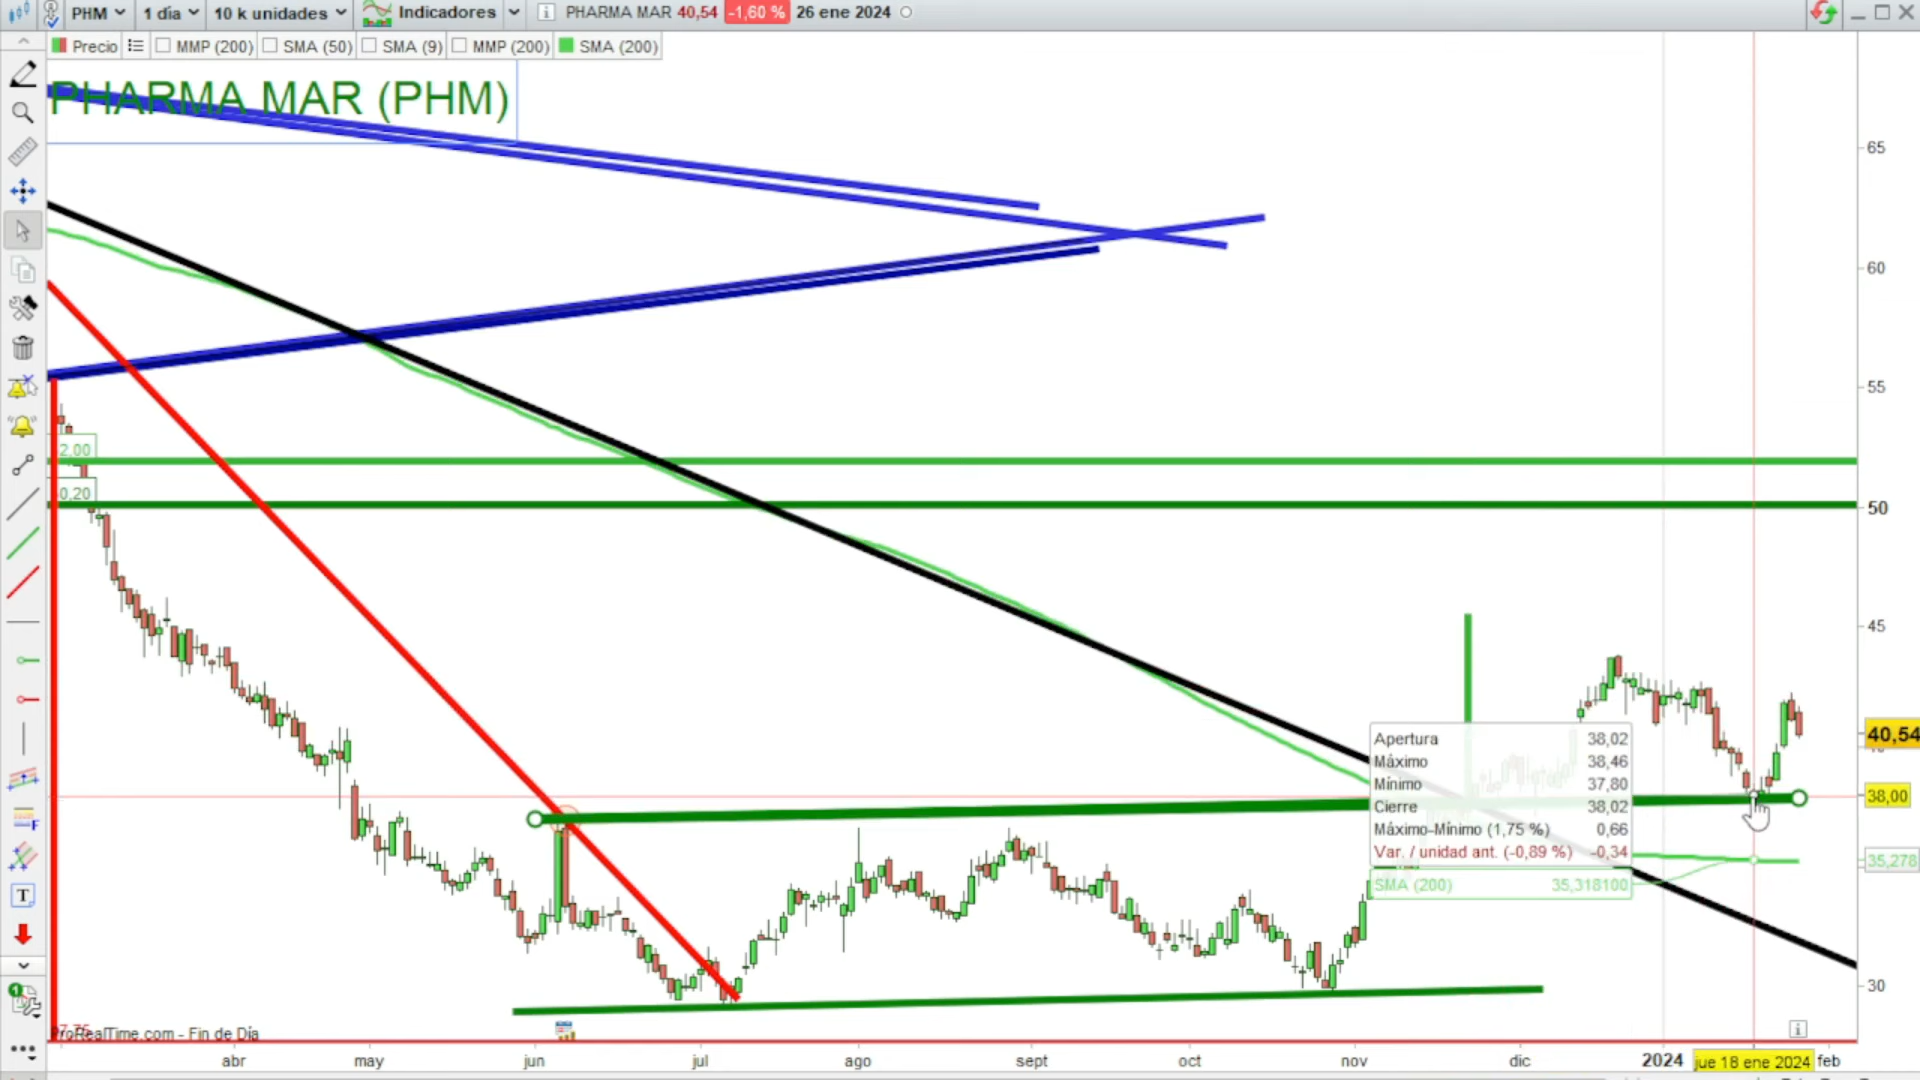 PHM 1 día 10 k unidades Indicadores PHARMA MAR 40,54 -1,60 % 26 ene 2024
Precio MMP (200) SMA (50) SMA (9) MMP (200) SMA (200)
PHARMA MAR (PHM)
65
60
55
2,00
0,20
50
45
Apertura 38,02
Máximo 38,46
Mínimo 37,80
Cierre 38,02
Máximo-Mínimo (1,75 %) 0,66
Var. / unidad ant. (-0,89 %) -0,34
SMA (200) 35,318100
40,54
38,00
35,278
30
ProRealTime.com - Fin de Día
abr may jun jul ago sept oct nov dic 2024 jue 18 ene 2024 feb